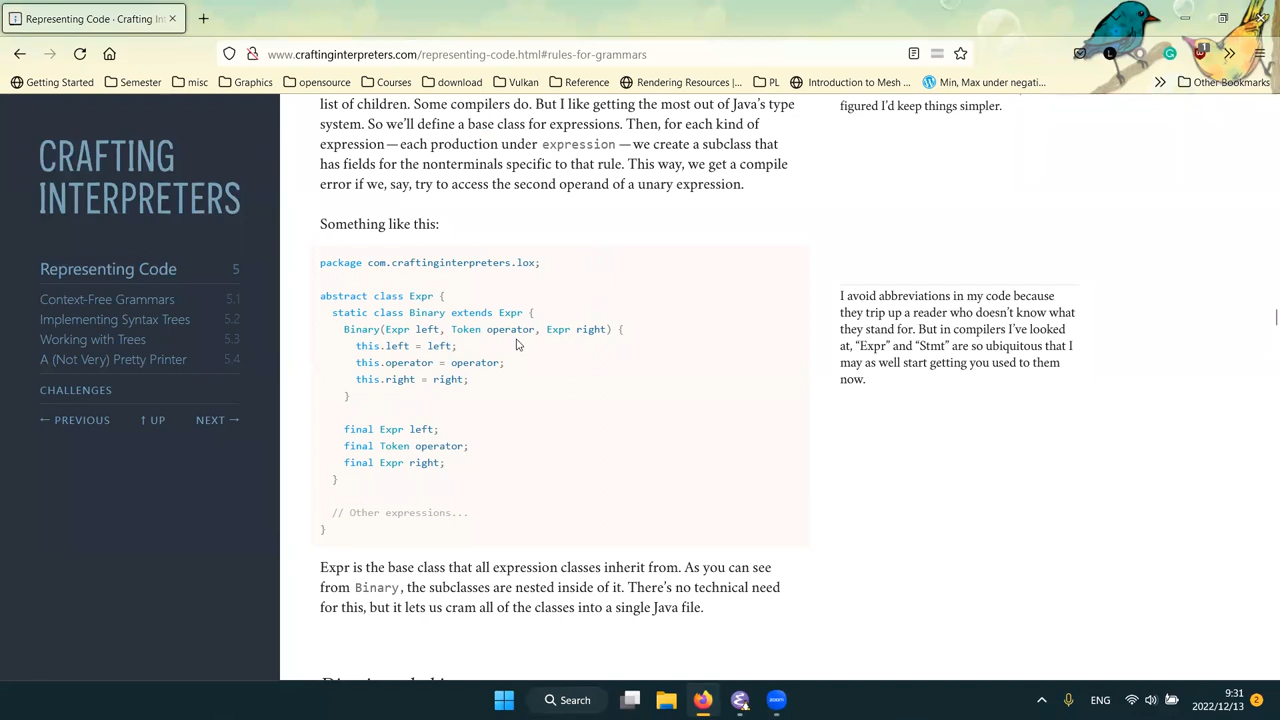 Representing Code · Crafting In
www.craftinginterpreters.com/representing-code.html#rules-for-grammars
Getting Started
Semester
misc
Graphics
opensource
Courses
download
Vulkan
Reference
Rendering Resources |...
PL
Introduction to Mesh ...
Min, Max under negati...
Other Bookmarks
CRAFTING
INTERPRETERS
Representing Code 5
Context-Free Grammars 5.1
Implementing Syntax Trees 5.2
Working with Trees 5.3
A (Not Very) Pretty Printer 5.4
CHALLENGES
← PREVIOUS ↑ UP NEXT →
list of children. Some compilers do. But I like getting the most out of Java’s type
system. So we’ll define a base class for expressions. Then, for each kind of
expression—each production under expression —we create a subclass that
has fields for the nonterminals specific to that rule. This way, we get a compile
error if we, say, try to access the second operand of a unary expression.
Something like this:
package com.craftinginterpreters.lox;
abstract class Expr {
static class Binary extends Expr {
Binary(Expr left, Token operator, Expr right) {
this.left = left;
this.operator = operator;
this.right = right;
}
final Expr left;
final Token operator;
final Expr right;
}
// Other expressions...
}
Expr is the base class that all expression classes inherit from. As you can see
from Binary, the subclasses are nested inside of it. There’s no technical need
for this, but it lets us cram all of the classes into a single Java file.
figured I’d keep things simpler.
I avoid abbreviations in my code because
they trip up a reader who doesn’t know what
they stand for. But in compilers I’ve looked
at, “Expr” and “Stmt” are so ubiquitous that I
may as well start getting you used to them
now.
Search
ENG
9:31
2022/12/13
2